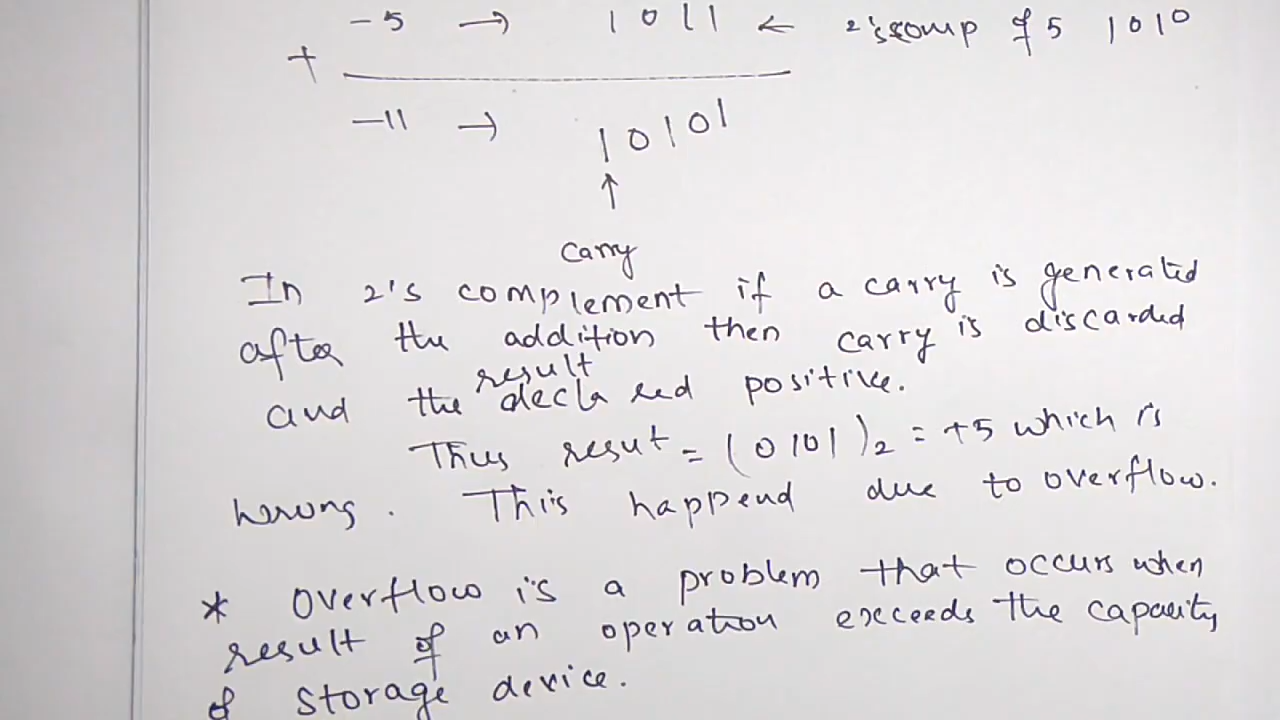 -5 → 1011 ← 2's comp of 5 1010
+
-11 → 10101
↑
Carry
In 2's complement if a carry is generated
after the addition then carry is discarded
result
and the declared positive.
Thus resut = (0101)2 = +5 which is
wrong. This happend due to overflow.
* Overflow is a problem that occurs when
result of an operation exceeds the capacity
of storage device.